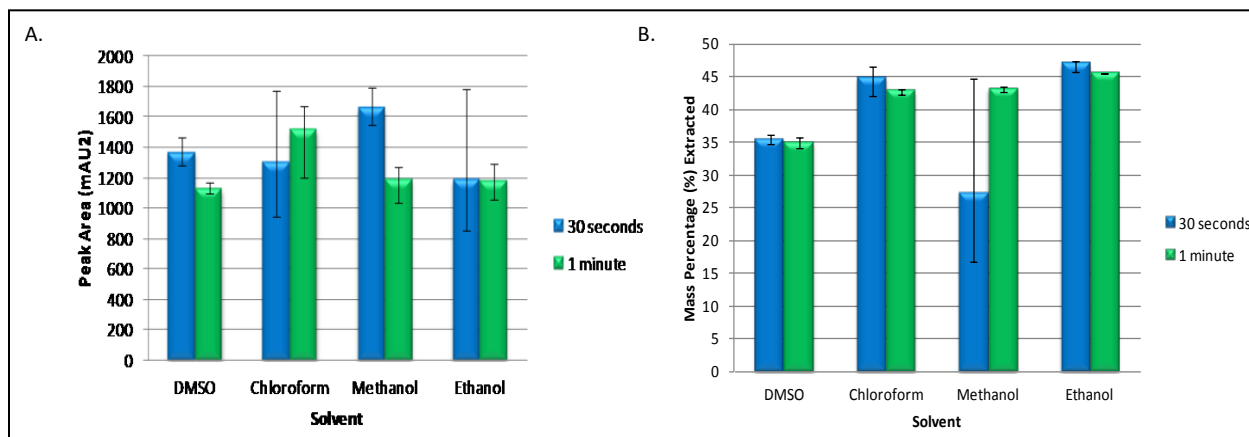 A.
2000
1800
1600
1400
1200
1000
800
600
400
200
0
Peak Area (mAU2)
DMSO Chloroform Methanol Ethanol
Solvent
30 seconds
1 minute
B.
50
45
40
35
30
25
20
15
10
5
0
Mass Percentage (%) Extracted
DMSO Chloroform Methanol Ethanol
Solvent
30 seconds
1 minute